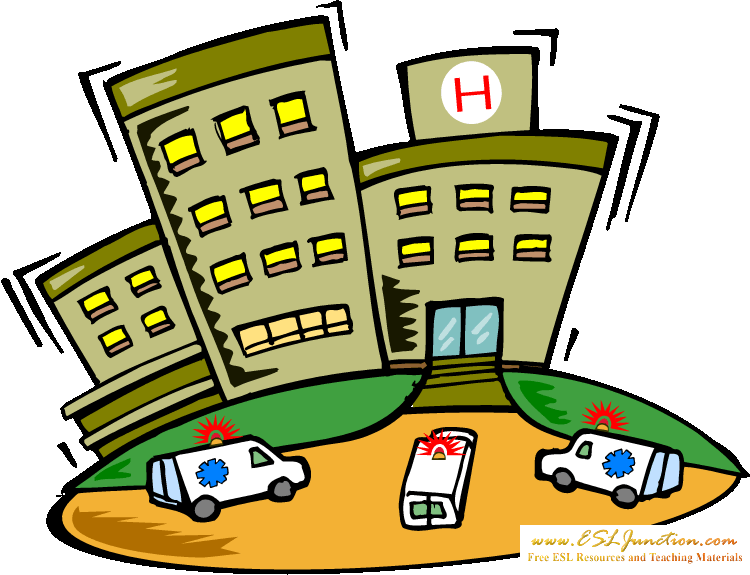 H
www.ESLJunction.com
Free ESL Resources and Teaching Materials